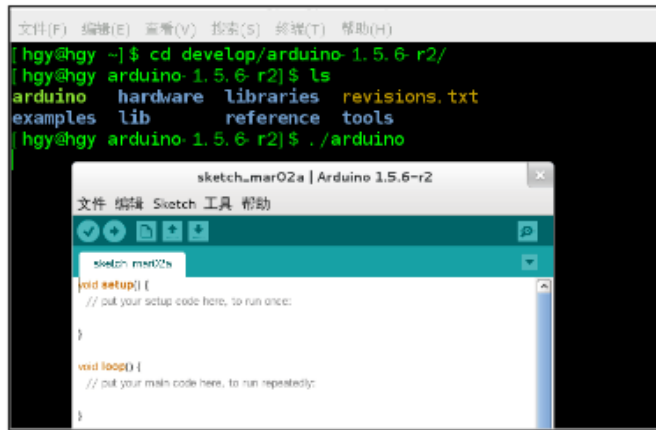 文件(F) 编辑(E) 查看(V) 搜索(S) 终端(T) 帮助(H)
[hgy@hgy ~]$ cd develop/arduino-1.5.6-r2/
[hgy@hgy arduino-1.5.6-r2]$ ls
arduino hardware libraries revisions.txt
examples lib reference tools
[hgy@hgy arduino-1.5.6-r2]$ ./arduino
sketch_mar02a | Arduino 1.5.6-r2
文件 编辑 Sketch 工具 帮助
sketch_mar02a
void setup() {
// put your setup code here, to run once:
}
void loop() {
// put your main code here, to run repeatedly:
}